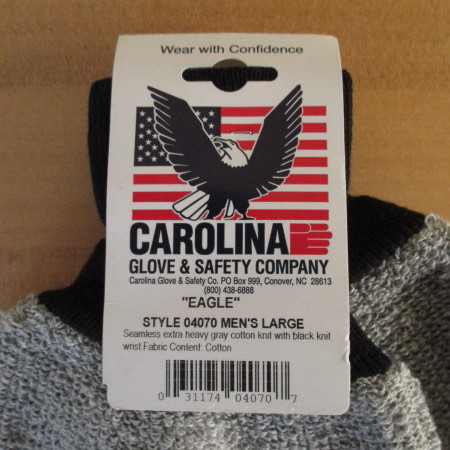 Wear with Confidence
CAROLINA
GLOVE & SAFETY COMPANY
Carolina Glove & Safety Co. PO Box 999, Conover, NC 28613
(800) 438-6888
"EAGLE"
STYLE 04070 MEN'S LARGE
Seamless extra heavy gray cotton knit with black knit
wrist.Fabric Content: Cotton
0 31174 04070 7